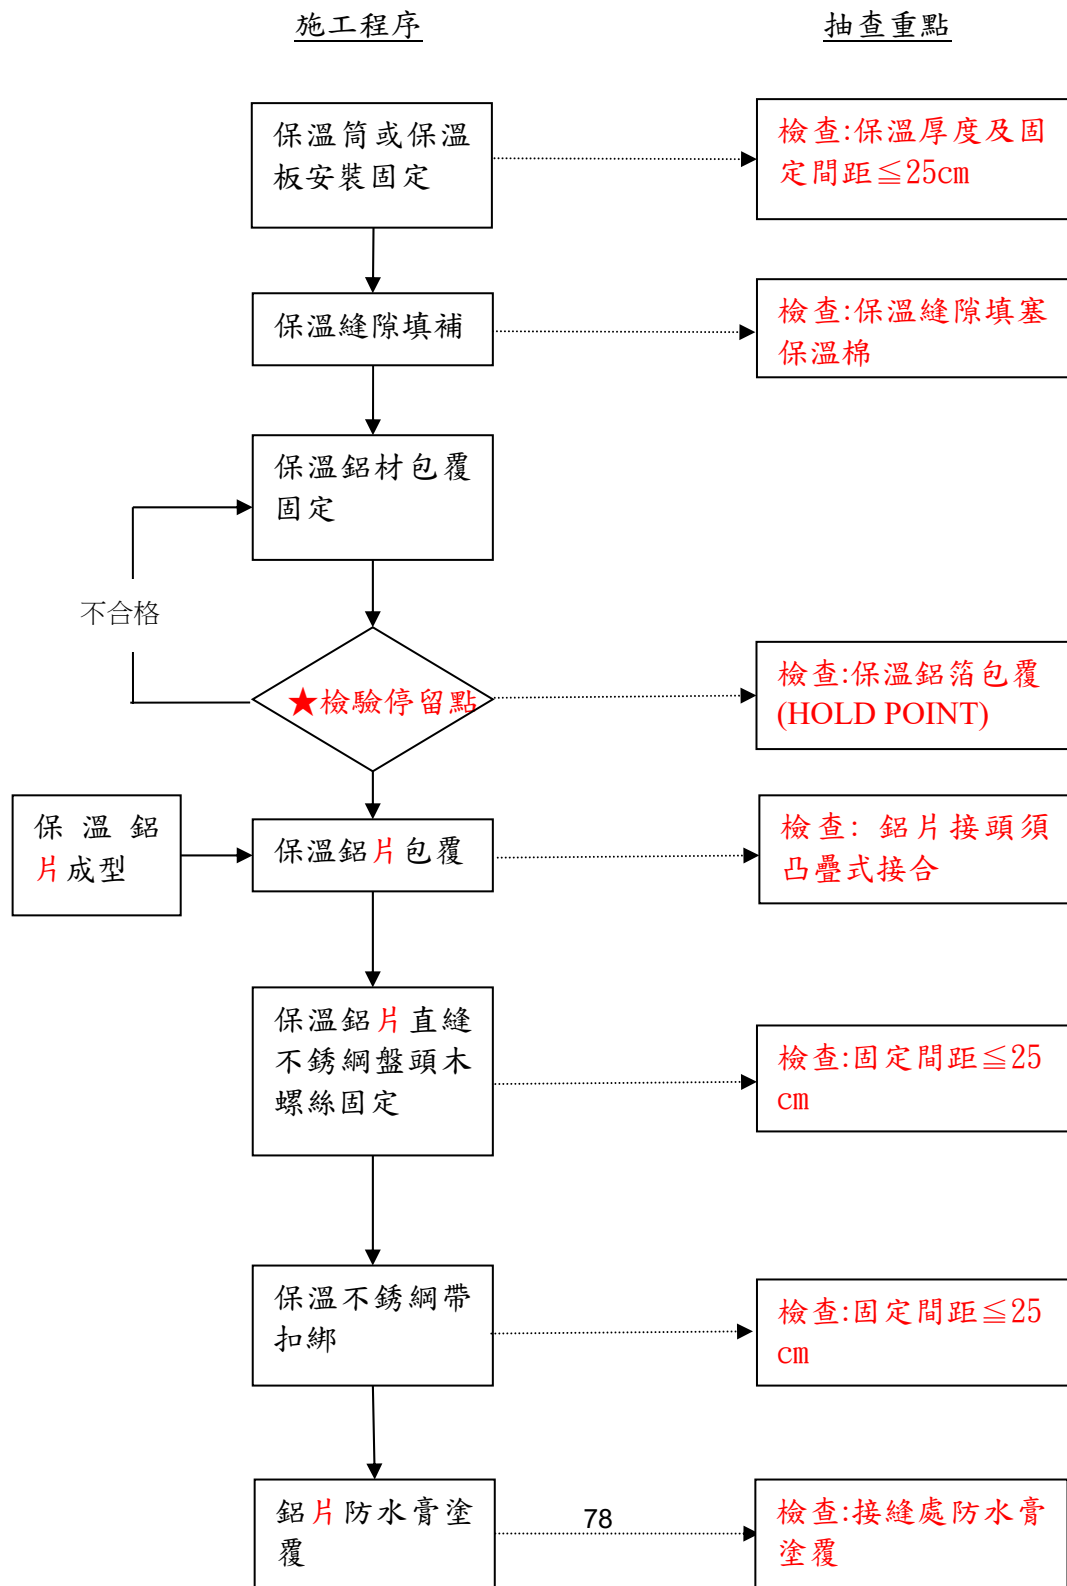 施工程序
抽查重點
保溫筒或保溫
板安裝固定
檢查:保溫厚度及固
定間距≦25cm
保溫縫隙填補
檢查:保溫縫隙填塞
保溫棉
保溫鋁材包覆
固定
不合格
★檢驗停留點
檢查:保溫鋁箔包覆
(HOLD POINT)
保溫鋁
片成型
保溫鋁片包覆
檢查: 鋁片接頭須
凸疊式接合
保溫鋁片直縫
不銹綱盤頭木
螺絲固定
檢查:固定間距≦25
cm
保溫不銹綱帶
扣綁
檢查:固定間距≦25
cm
鋁片防水膏塗
覆
78
檢查:接縫處防水膏
塗覆